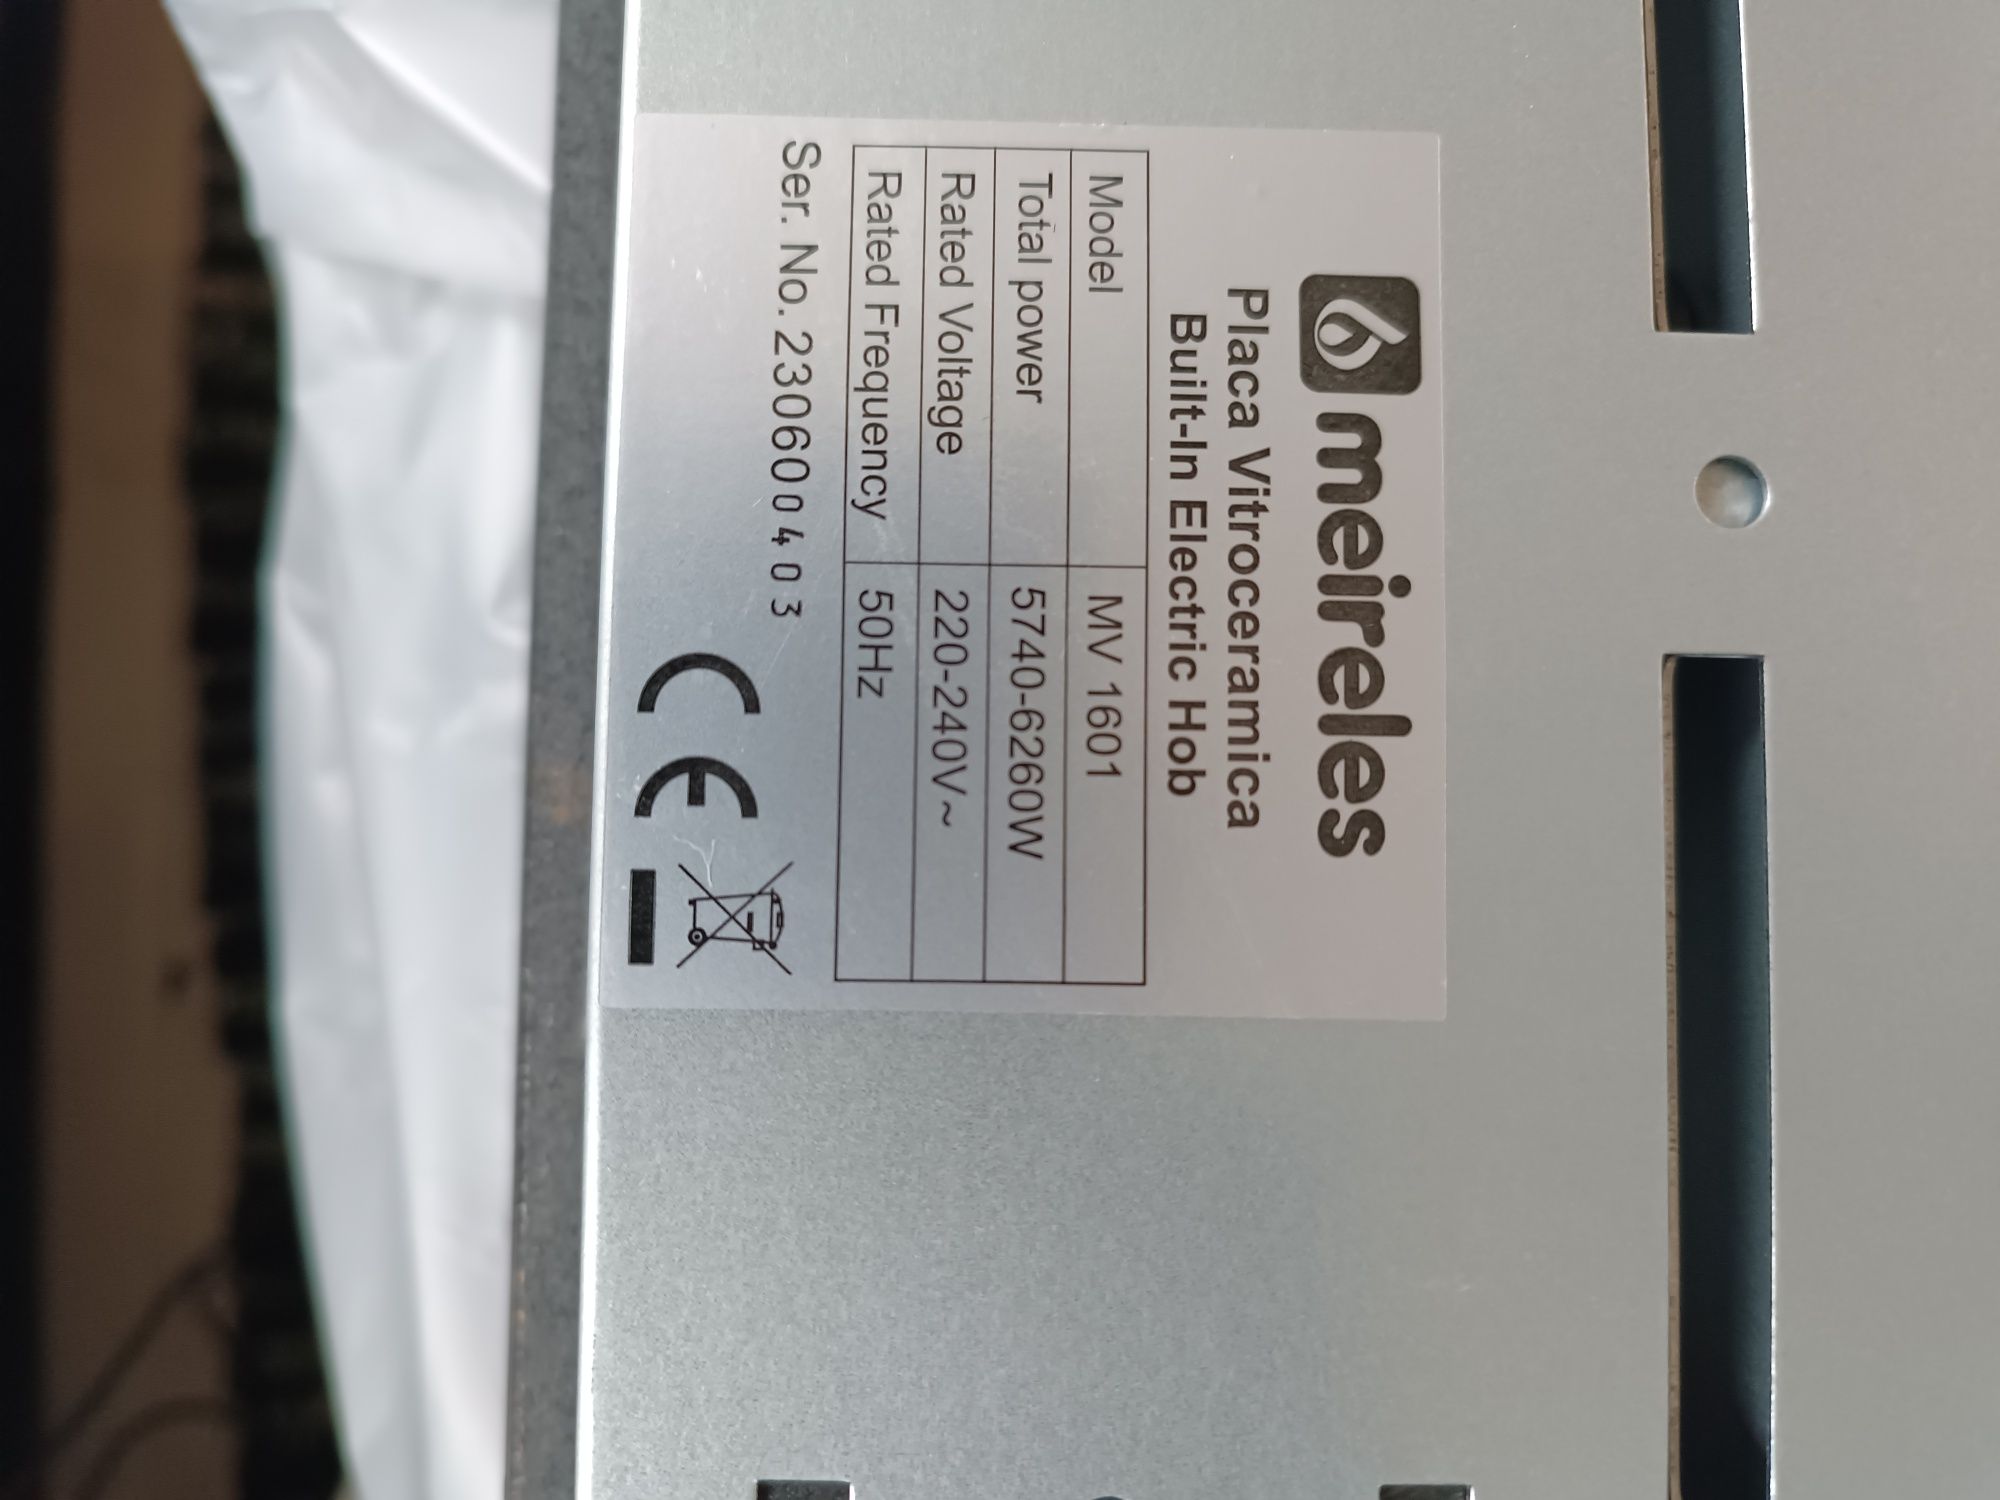 meireles
Placa Vitroceramica
Built-In Electric Hob
Model MV 1601
Total power 5740-6260W
Rated Voltage 220-240V~
Rated Frequency 50Hz
Ser. No. 230600403
CE